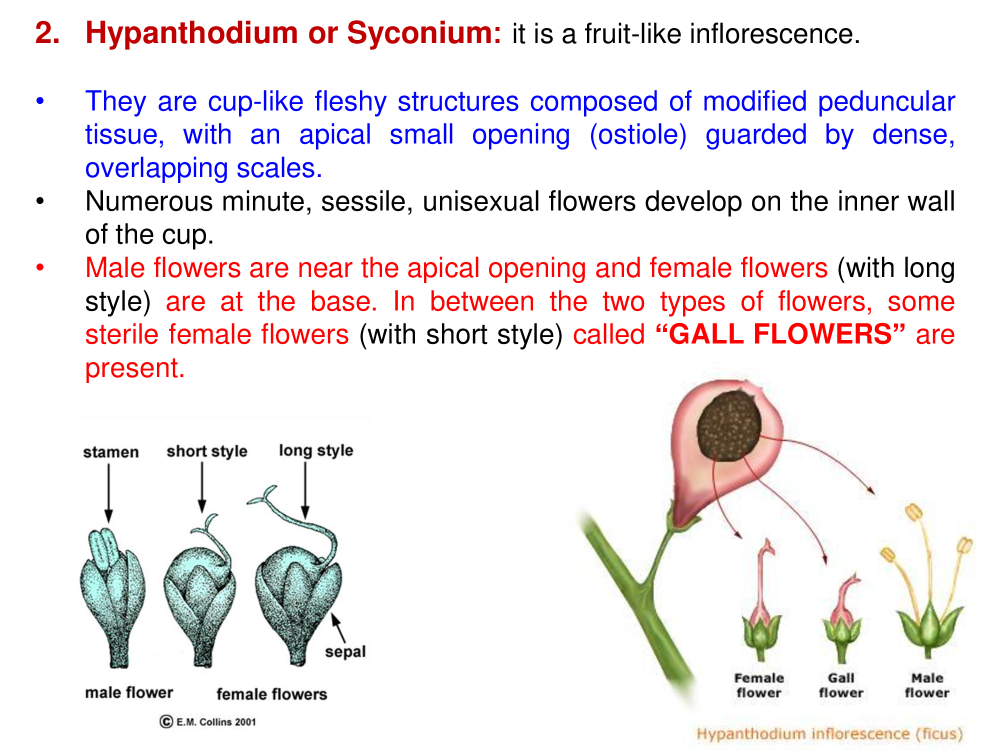 2. Hypanthodium or Syconium: it is a fruit-like inflorescence.
• They are cup-like fleshy structures composed of modified peduncular
tissue, with an apical small opening (ostiole) guarded by dense,
overlapping scales.
• Numerous minute, sessile, unisexual flowers develop on the inner wall
of the cup.
• Male flowers are near the apical opening and female flowers (with long
style) are at the base. In between the two types of flowers, some
sterile female flowers (with short style) called “GALL FLOWERS” are
present.
stamen
short style
long style
sepal
male flower
female flowers
© E.M. Collins 2001
Female
flower
Gall
flower
Male
flower
Hypanthodium inflorescence (ficus)